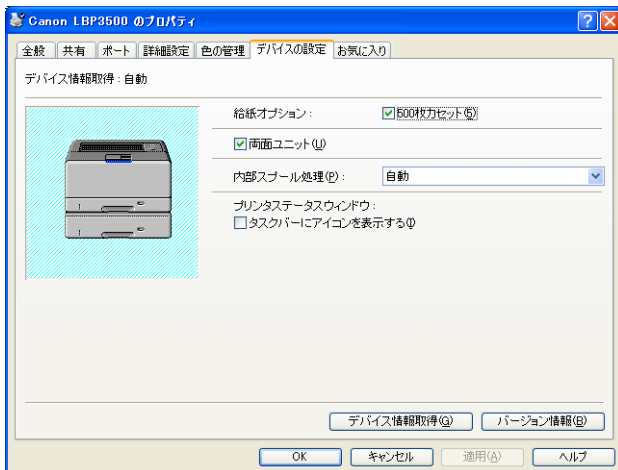 Canon LBP3500 のプロパティ
全般 共有 ポート 詳細設定 色の管理 デバイスの設定 お気に入り
デバイス情報取得 : 自動
給紙オプション : 500枚カセット(5)
両面ユニット(U)
内部スプール処理(P) : 自動
プリンタステータスウィンドウ :
タスクバーにアイコンを表示する(I)
デバイス情報取得(G) バージョン情報(B)
OK キャンセル 適用(A) ヘルプ